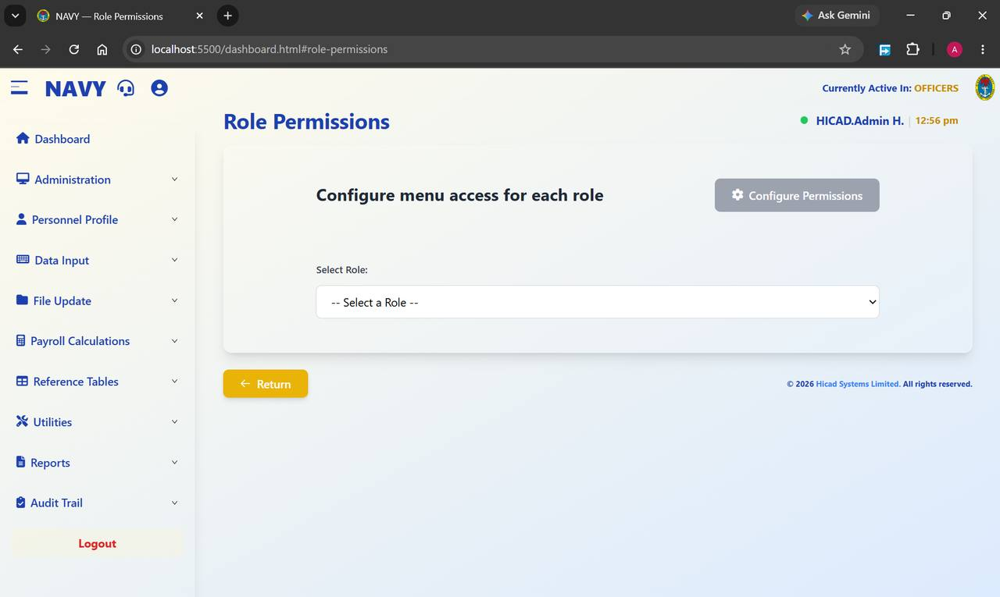 NAVY — Role Permissions
Ask Gemini
localhost:5500/dashboard.html#role-permissions
A
NAVY
Currently Active In: OFFICERS
Role Permissions
HICAD.Admin H. | 12:56 pm
Dashboard
Administration
Personnel Profile
Data Input
File Update
Payroll Calculations
Reference Tables
Utilities
Reports
Audit Trail
Logout
Configure menu access for each role
Configure Permissions
Select Role:
-- Select a Role --
Return
© 2026 Hicad Systems Limited. All rights reserved.